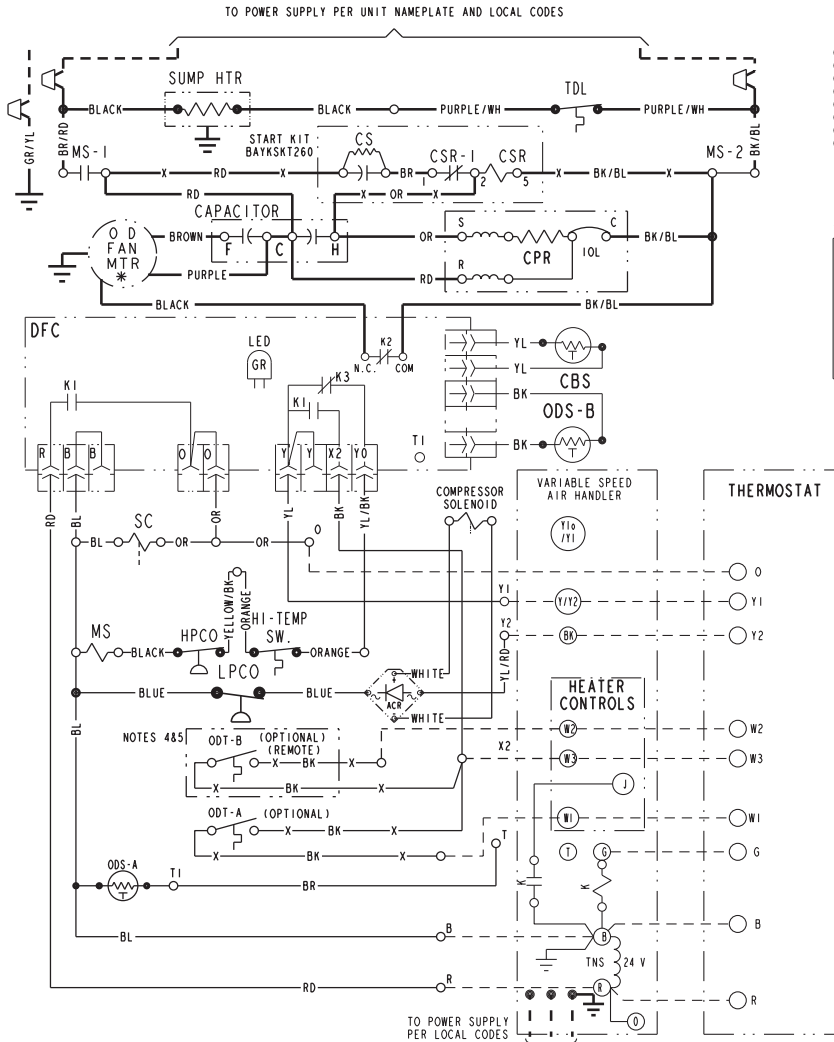 TO POWER SUPPLY PER UNIT NAMEPLATE AND LOCAL CODES
SUMP HTR
TDL
BLACK
BLACK
PURPLE/WH
PURPLE/WH
GR/YL
BR/RD
BK/BL
START KIT
BAYKSKT260
CS
MS-1
CSR-1
CSR
MS-2
X
RD
X
BR
1
2
5
X
BK/BL
X
RD
X
OR
X
CAPACITOR
O D
FAN
MTR
*
BROWN
F
C
H
OR
S
C
CPR
IOL
BK/BL
PURPLE
RD
R
BLACK
BK/BL
DFC
LED
GR
K2
N.C.
COM
YL
YL
CBS
BK
ODS-B
BK
K1
K3
K1
T1
R
B
B
O
O
Y
Y
X2
YO
RD
BL
OR
YL
BK
YL/BK
COMPRESSOR
SOLENOID
VARIABLE SPEED
AIR HANDLER
THERMOSTAT
Ylo
/Y1
SC
BL
OR
OR
O
O
YELLOW/BK
ORANGE
Y1
Y/Y2
Y1
MS
HPCO
HI-TEMP
SW.
BLACK
ORANGE
Y2
BK
Y2
YL/RD
LPCO
WHITE
BLUE
BLUE
ACR
WHITE
HEATER
CONTROLS
BL
NOTES 4&5
ODT-B
(OPTIONAL)
(REMOTE)
X
BK
X
X
BK
X
X2
W2
W2
W3
W3
J
ODT-A
(OPTIONAL)
X
BK
X
X
BK
X
W1
W1
T
T
G
G
ODS-A
T1
BR
K
K
BL
B
B
B
TNS
24 V
RD
R
R
R
O
TO POWER SUPPLY
PER LOCAL CODES